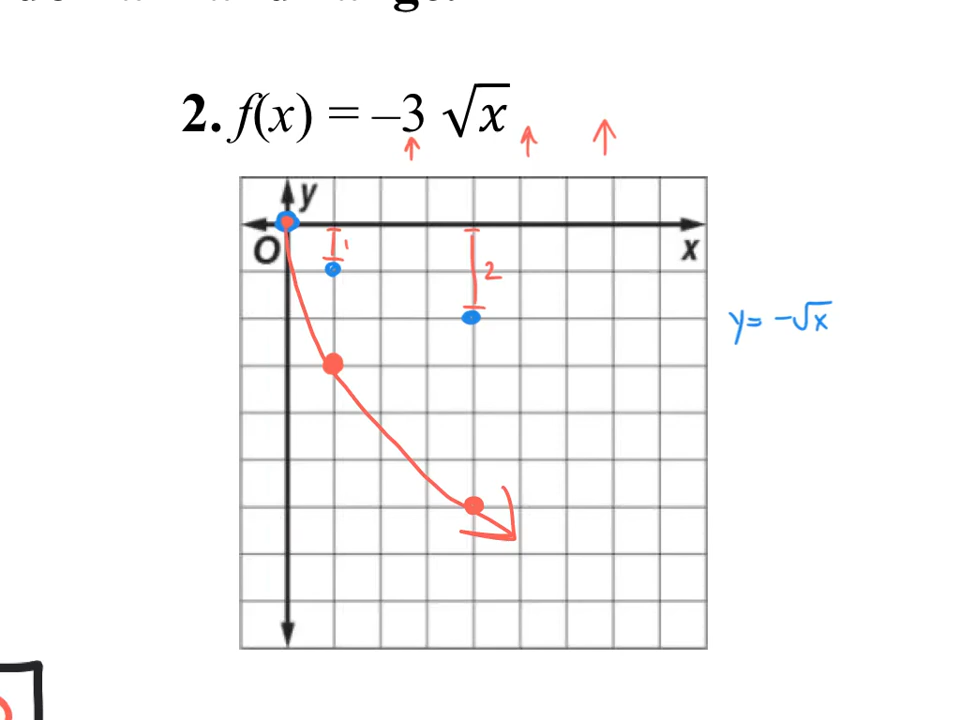 2. f(x) = –3 √x
y
O
x
1
2
y = -√x